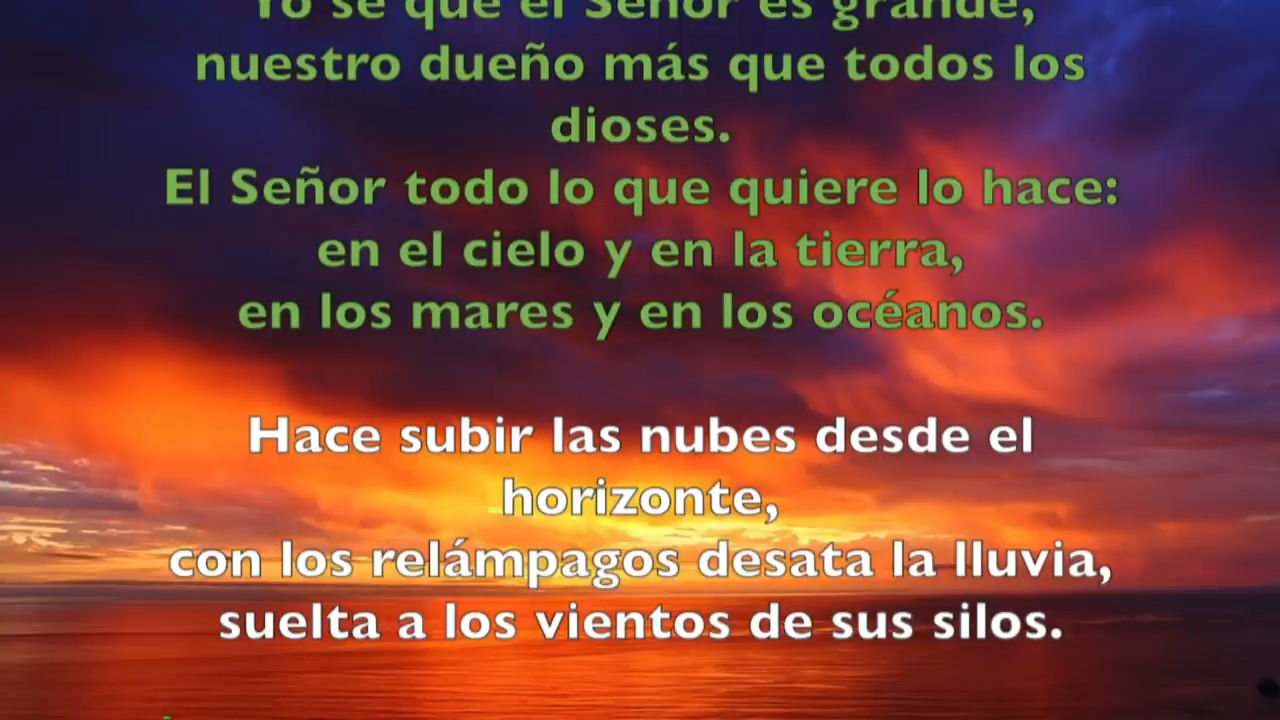 Yo sé que el Señor es grande,
nuestro dueño más que todos los
dioses.
El Señor todo lo que quiere lo hace:
en el cielo y en la tierra,
en los mares y en los océanos.
Hace subir las nubes desde el
horizonte,
con los relámpagos desata la lluvia,
suelta a los vientos de sus silos.